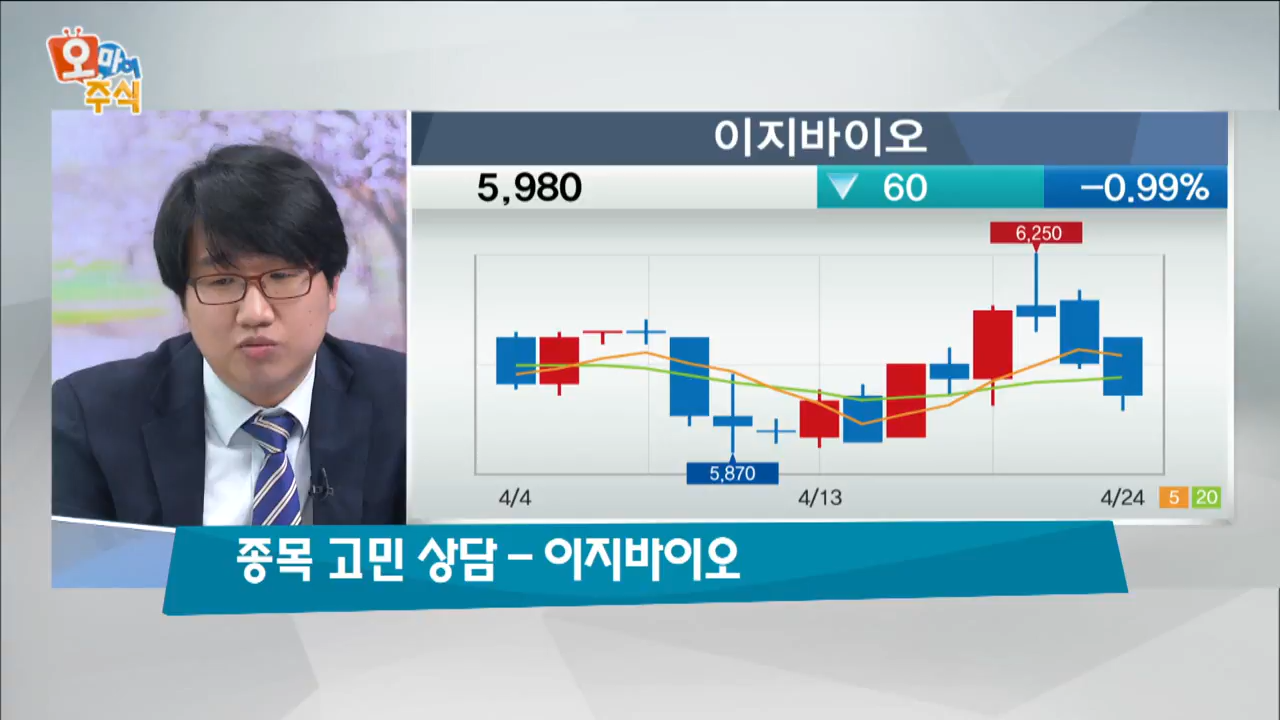 오마이
주식
이지바이오
5,980 ▼ 60 -0.99%
6,250
5,870
4/4 4/13 4/24 5 20
종목 고민 상담 - 이지바이오